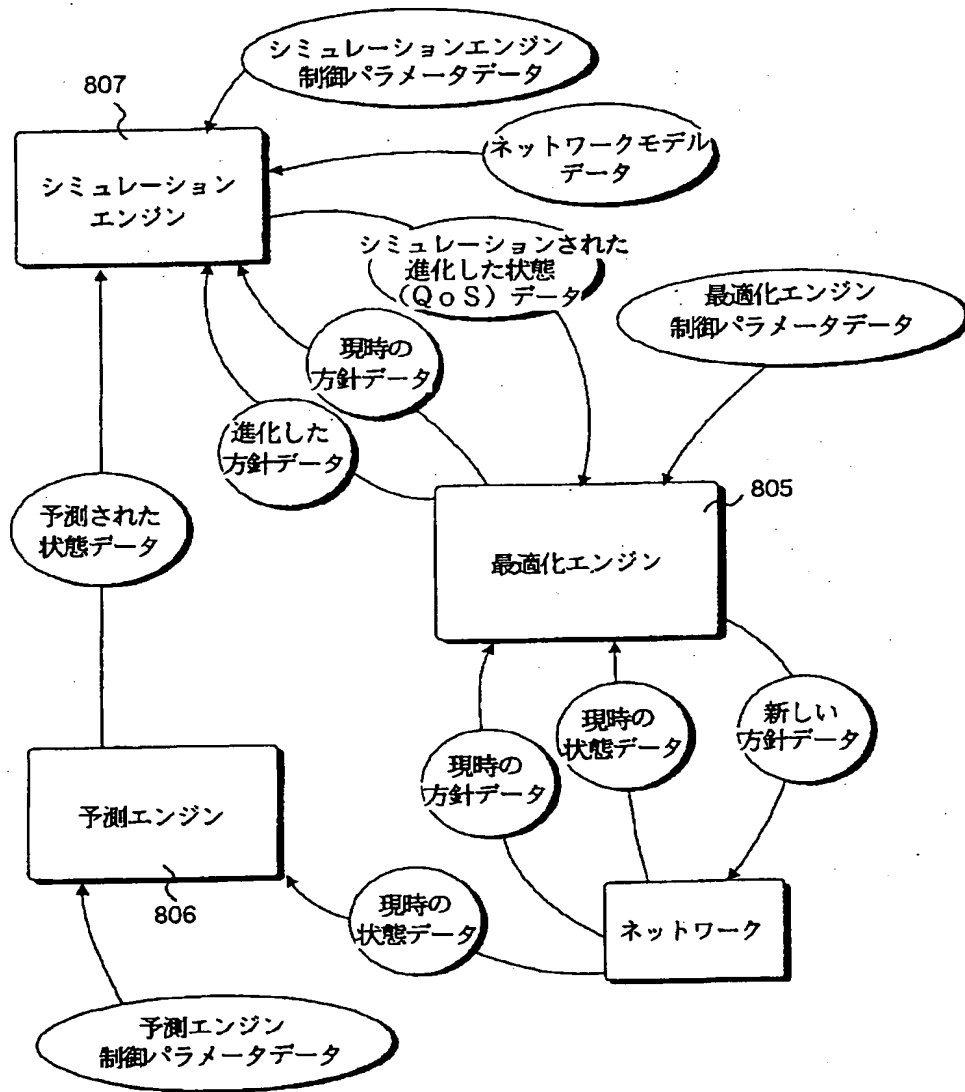 シミュレーションエンジン
制御パラメータデータ
807
シミュレーション
エンジン
ネットワークモデル
データ
シミュレーションされた
進化した状態
（ＱｏＳ）データ
最適化エンジン
制御パラメータデータ
現時の
方針データ
進化した
方針データ
805
予測された
状態データ
最適化エンジン
現時の
方針データ
現時の
状態データ
新しい
方針データ
予測エンジン
806
現時の
状態データ
ネットワーク
予測エンジン
制御パラメータデータ